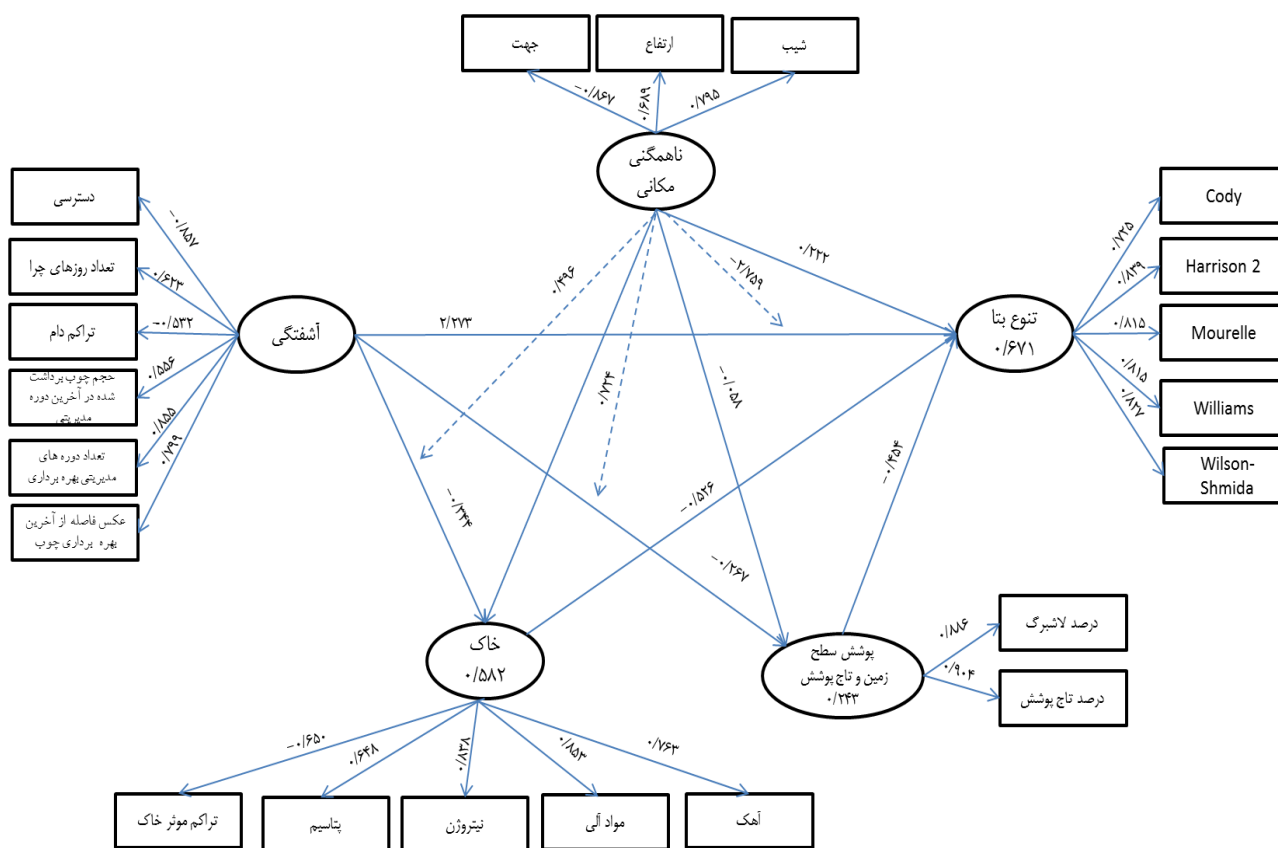 جهت
ارتفاع
شیب
-۰/۸۶۷
۰/۶۸۹
۰/۷۹۵
ناهمگنی
مکانی
دسترسی
تعداد روزهای چرا
تراکم دام
حجم چوب برداشت
شده در آخرین دوره
مدیریتی
تعداد دوره های
مدیریتی بهره برداری
عکس فاصله از آخرین
بهره برداری چوب
-۰/۸۵۷
۰/۶۲۳
-۰/۵۳۲
۰/۵۵۶
۰/۸۵۵
۰/۷۹۹
آشفتگی
۰/۴۹۶
۰/۷۲۴
-۲/۷۵۹
۰/۲۲۲
۲/۲۷۳
-۰/۰۵۸
-۰/۳۴۴
-۰/۲۶۷
-۰/۵۲۶
-۰/۴۵۴
تنوع بتا
۰/۶۷۱
۰/۷۲۵
۰/۸۳۹
۰/۸۱۵
۰/۸۱۵
۰/۸۲۷
Cody
Harrison 2
Mourelle
Williams
Wilson-
Shmida
خاک
۰/۵۸۲
پوشش سطح
زمین و تاج پوشش
۰/۲۴۳
۰/۸۸۶
۰/۹۰۴
درصد لاشبرگ
درصد تاج پوشش
-۰/۶۵۰
۰/۶۴۸
۰/۸۳۸
۰/۸۵۳
۰/۷۶۳
تراکم موثر خاک
پتاسیم
نیتروژن
مواد آلی
آهک